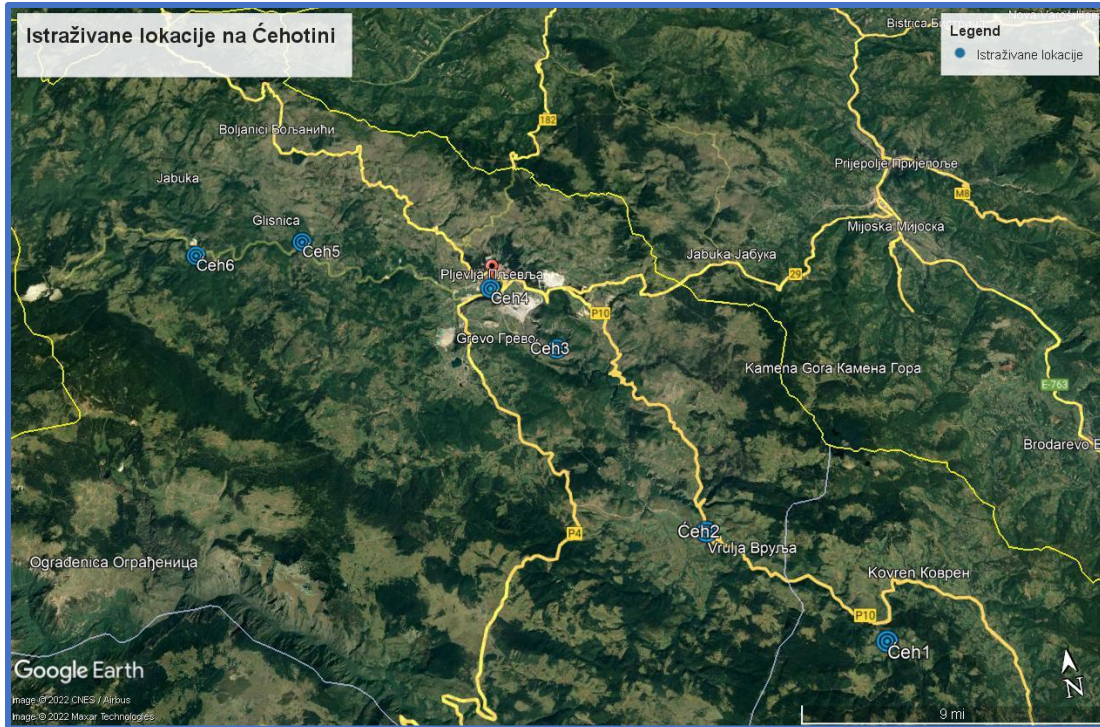 Istraživane lokacije na Ćehotini
Legend
Istraživane lokacije
Bistrica
Boljanici Бољанићи
182
Prijepolje Пријепоље
M8
Jabuka
Glisnica
Mijoska Мијоска
Ćeh5
Ćeh6
Jabuka Јабука
Pljevlja Пљевља
29
Ćeh4
P10
Grevo Грево
Ćeh3
Kamena Gora Камена Гора
E-763
Brodarevo
P4
Ćeh2
Vrulja Вруља
Ograđenica Ограђеница
Kovren Коврен
P10
Ćeh1
Google Earth
Image © 2022 CNES / Airbus
Image © 2022 Maxar Technologies
9 mi
N